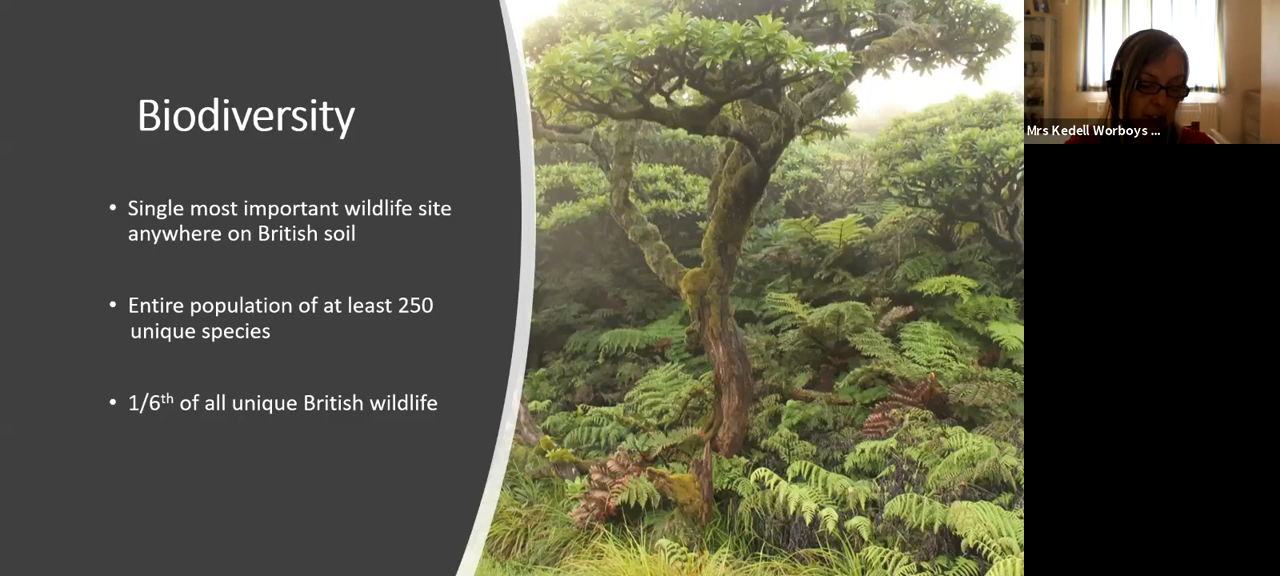 Biodiversity
• Single most important wildlife site
anywhere on British soil
• Entire population of at least 250
unique species
• 1/6th of all unique British wildlife
Mrs Kedell Worboys ...